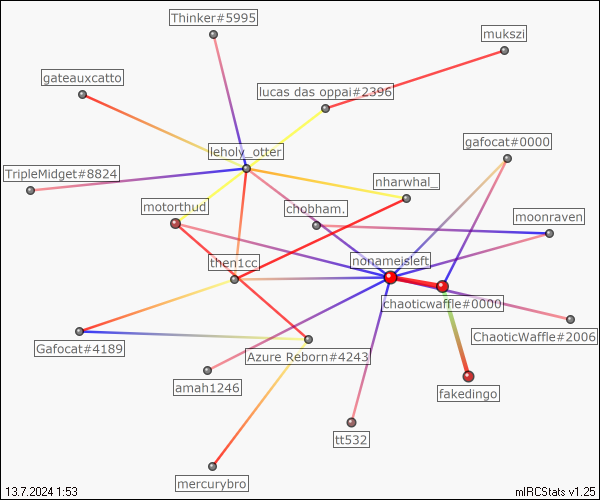 Thinker#5995
mukszi
gateauxcatto
lucas das oppai#2396
gafocat#0000
leholy_otter
TripleMidget#8824
nharwhal_
motorthud
chobham.
moonraven
then1cc
nonameisleft
chaoticwaffle#0000
ChaoticWaffle#2006
Gafocat#4189
Azure Reborn#4243
amah1246
fakedingo
tt532
mercurybro
13.7.2024 1:53
mIRCStats v1.25